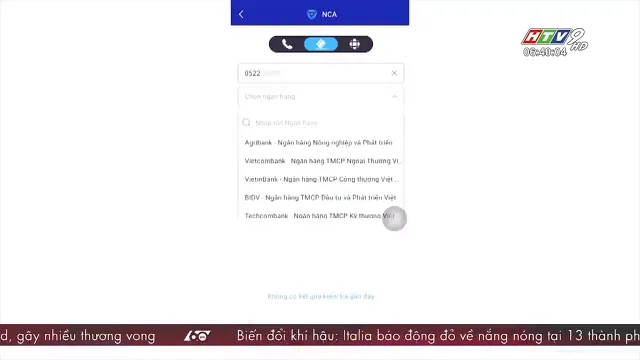 NCA
HTV9 HD
06:40:04
0522
Chọn ngân hàng
Nhập tên Ngân hàng
Agribank - Ngân hàng Nông nghiệp và Phát triển
Vietcombank - Ngân hàng TMCP Ngoại Thương Vi...
VietinBank - Ngân hàng TMCP Công thương Việt ...
BIDV - Ngân hàng TMCP Đầu tư và Phát triển Việt
Techcombank - Ngân hàng TMCP Kỹ thương Việt
Không có kết quả kiểm tra gần đây
d, gây nhiều thương vong 60 Biến đổi khí hậu: Italia báo động đỏ về nắng nóng tại 13 thành ph